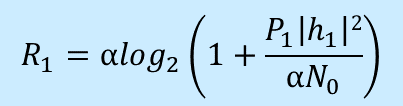 R₁ = αlog₂ (1 + P₁|h₁|² / αN₀)